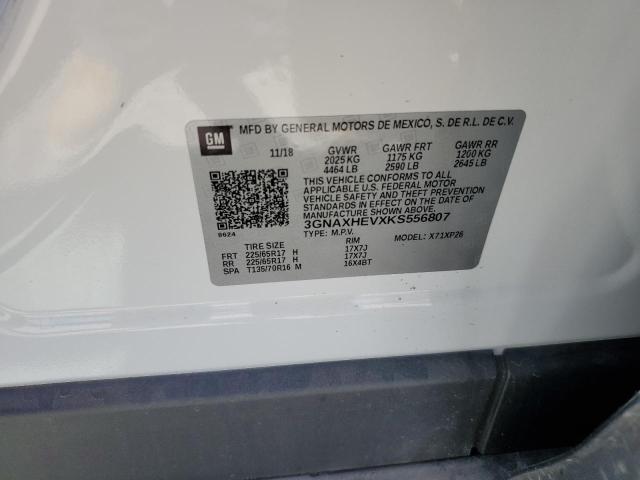 GM
MFD BY GENERAL MOTORS DE MEXICO, S. DE R.L. DE C.V.
11/18 GVWR GAWR FRT GAWR RR
2025 KG 1175 KG 1200 KG
4464 LB 2590 LB 2645 LB
THIS VEHICLE CONFORMS TO ALL
APPLICABLE U.S. FEDERAL MOTOR
VEHICLE SAFETY AND THEFT PREVENTION
STANDARDS IN EFFECT ON THE DATE OF
MANUFACTURE SHOWN ABOVE.
3GNAXHEVXKS556807
8624 TYPE: M.P.V. MODEL: X71XP26
TIRE SIZE RIM
FRT 225/65R17 H 17X7J
RR 225/65R17 H 17X7J
SPA T135/70R16 M 16X4BT